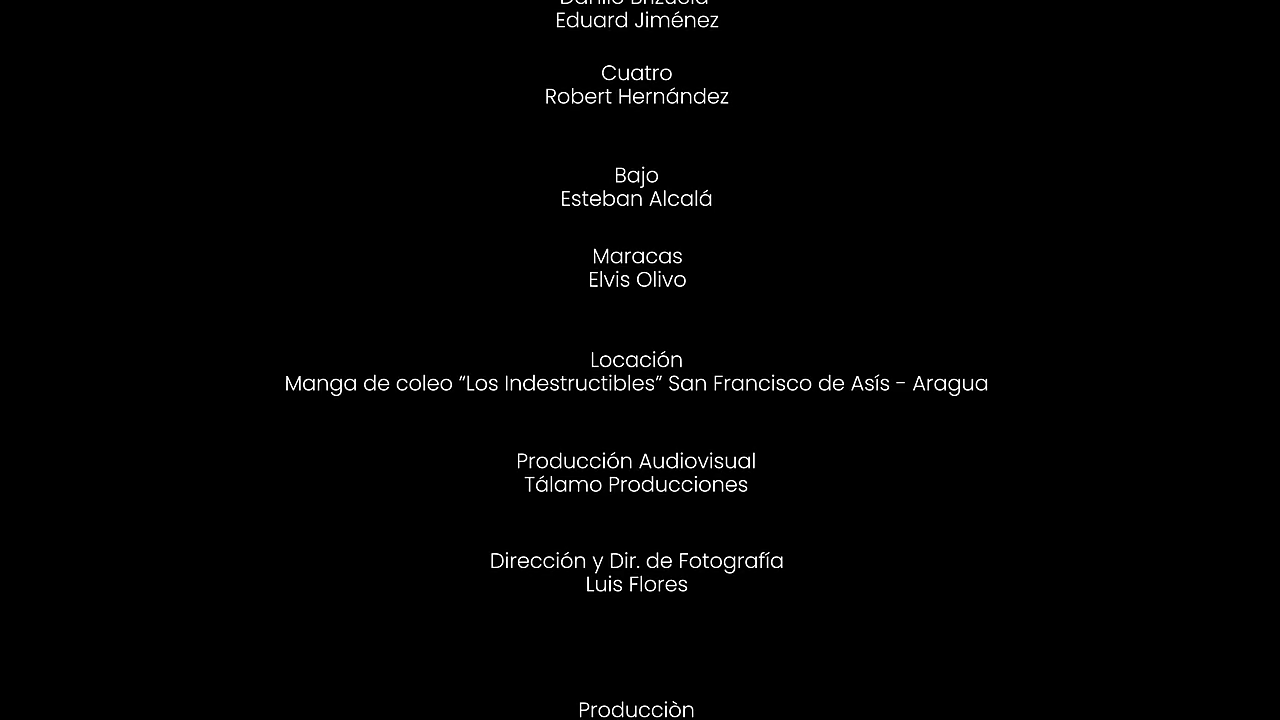 Eduard Jiménez
Cuatro
Robert Hernández
Bajo
Esteban Alcalá
Maracas
Elvis Olivo
Locación
Manga de coleo “Los Indestructibles” San Francisco de Asís - Aragua
Producción Audiovisual
Tálamo Producciones
Dirección y Dir. de Fotografía
Luis Flores
Producciòn